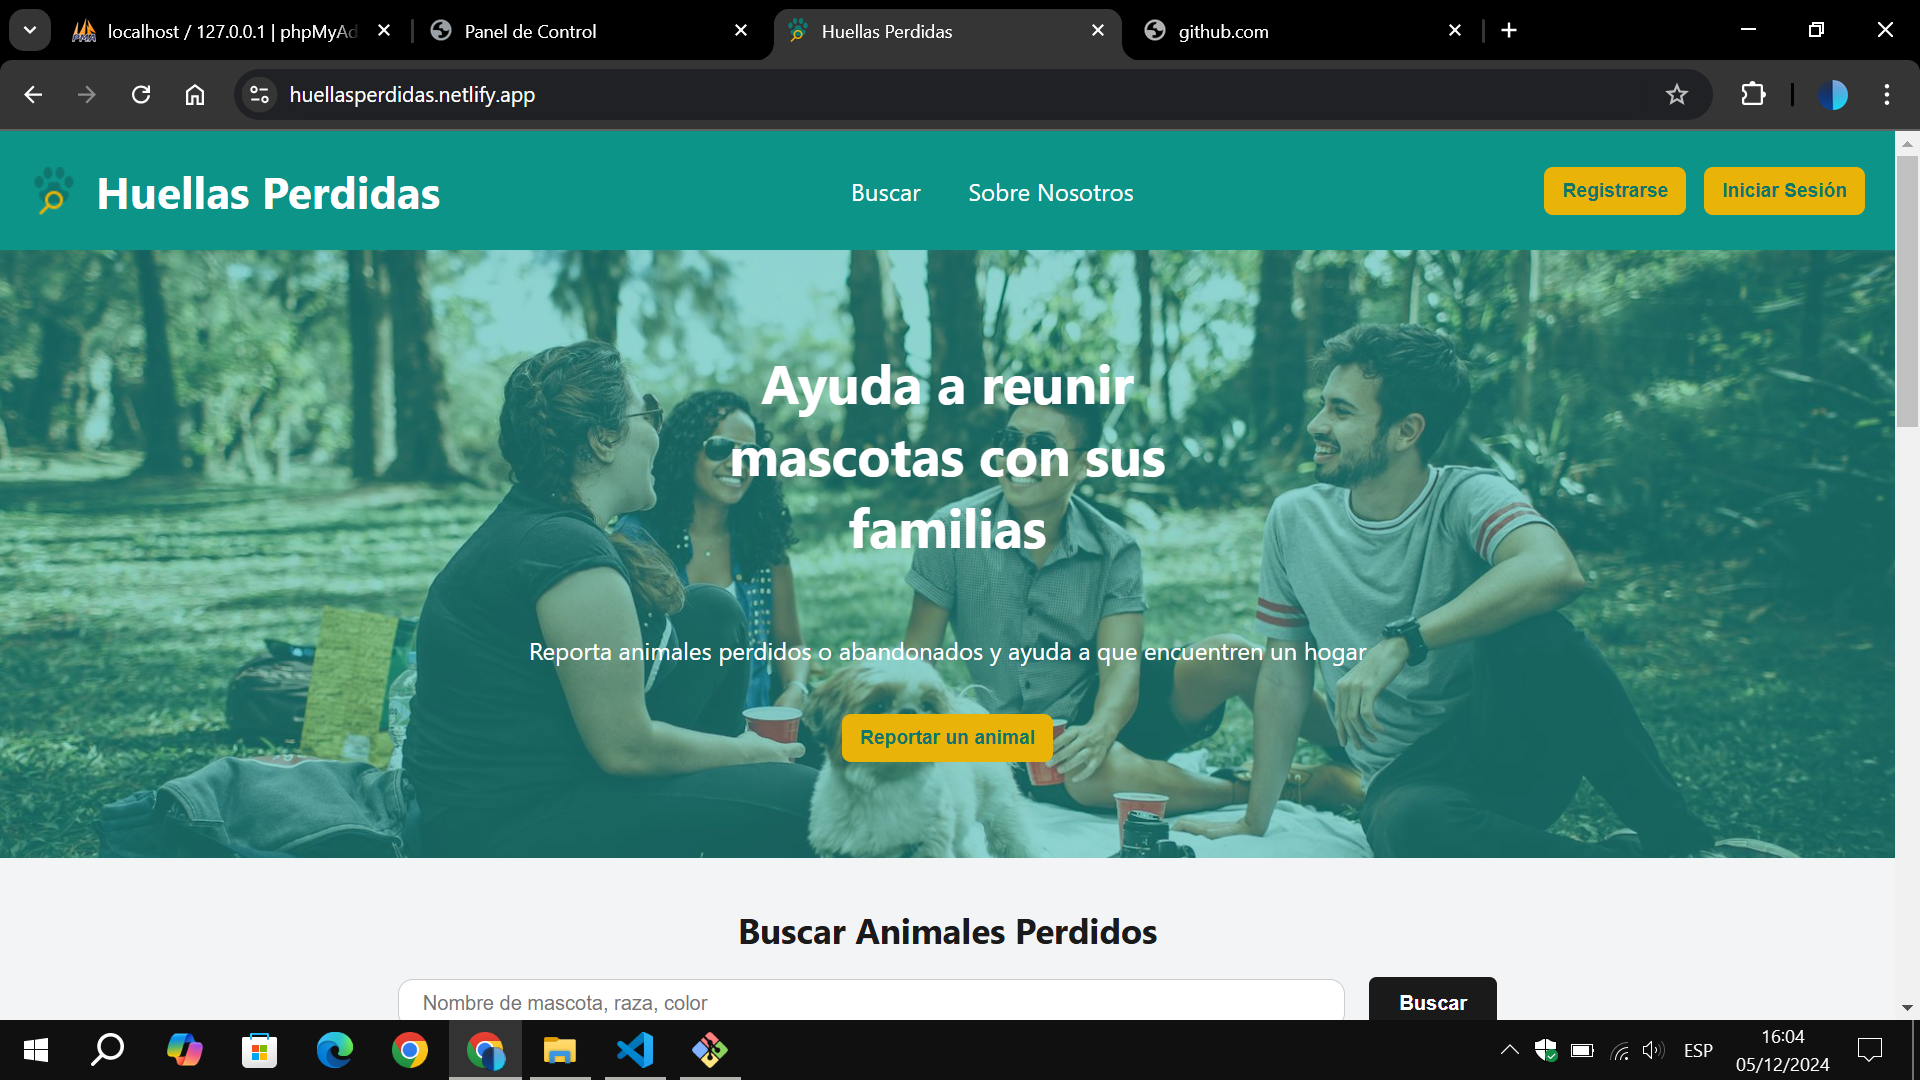 localhost / 127.0.0.1 | phpMyAd
Panel de Control
Huellas Perdidas
github.com
huellasperdidas.netlify.app
Huellas Perdidas
Buscar
Sobre Nosotros
Registrarse
Iniciar Sesión
Ayuda a reunir
mascotas con sus
familias
Reporta animales perdidos o abandonados y ayuda a que encuentren un hogar
Reportar un animal
Buscar Animales Perdidos
Nombre de mascota, raza, color
Buscar
ESP
16:04
05/12/2024